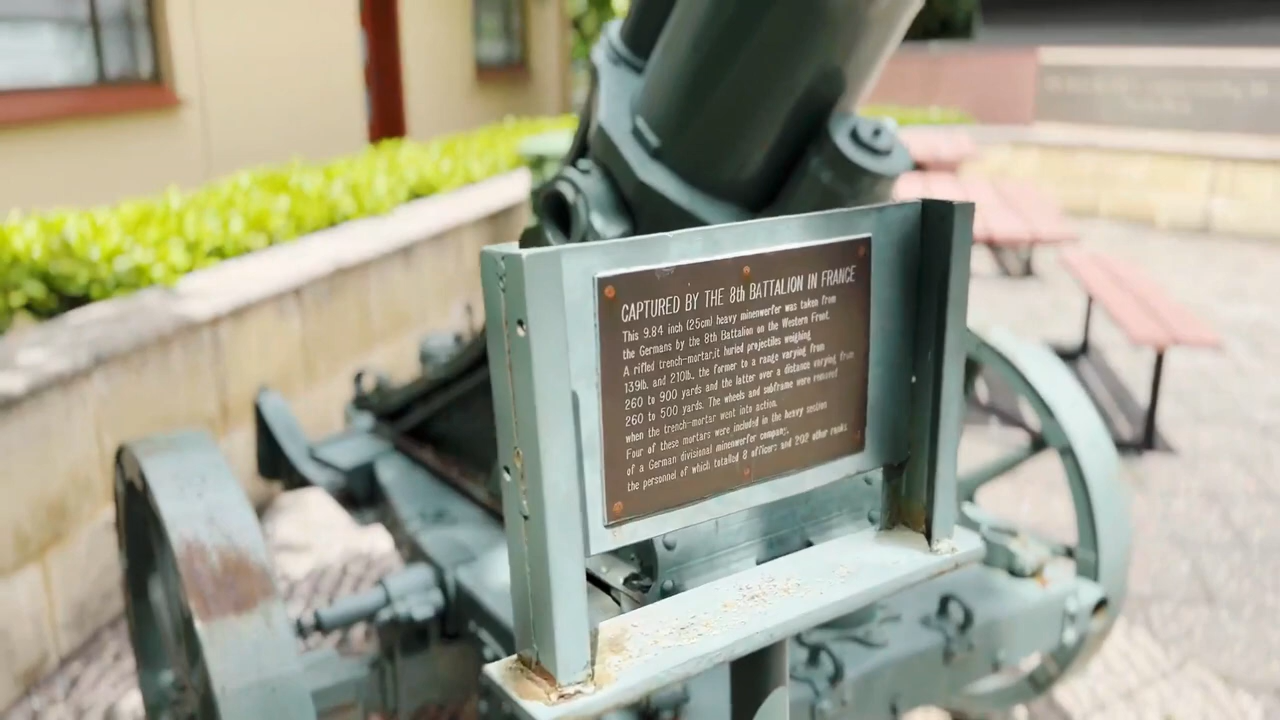 CAPTURED BY THE 8th BATTALION IN FRANCE
This 9.84 inch (25cm) heavy minenwerfer was taken from
the Germans by the 8th Battalion on the Western Front.
A rifled trench-mortar,it hurled projectiles weighing
139lb. and 210lb., the former to a range varying from
260 to 900 yards and the latter over a distance varying from
260 to 500 yards. The wheels and subframe were removed
when the trench-mortar went into action.
Four of these mortars were included in the heavy section
of a German divisional minenwerfer company,
the personnel of which totalled 8 officers and 202 other ranks